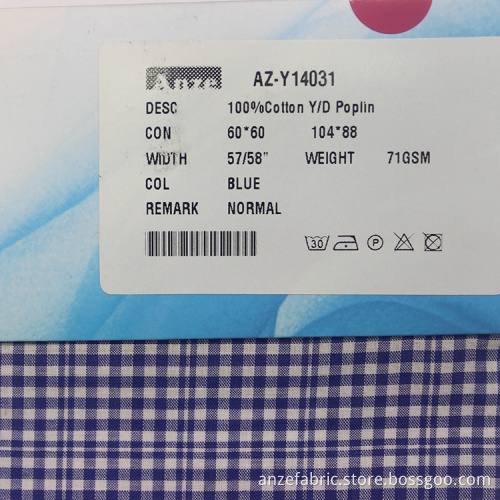 Anze AZ-Y14031
DESC 100%Cotton Y/D Poplin
CON 60*60 104*88
WIDTH 57/58" WEIGHT 71GSM
COL BLUE
REMARK NORMAL
30 P
anzefabric.store.bossgoo.com